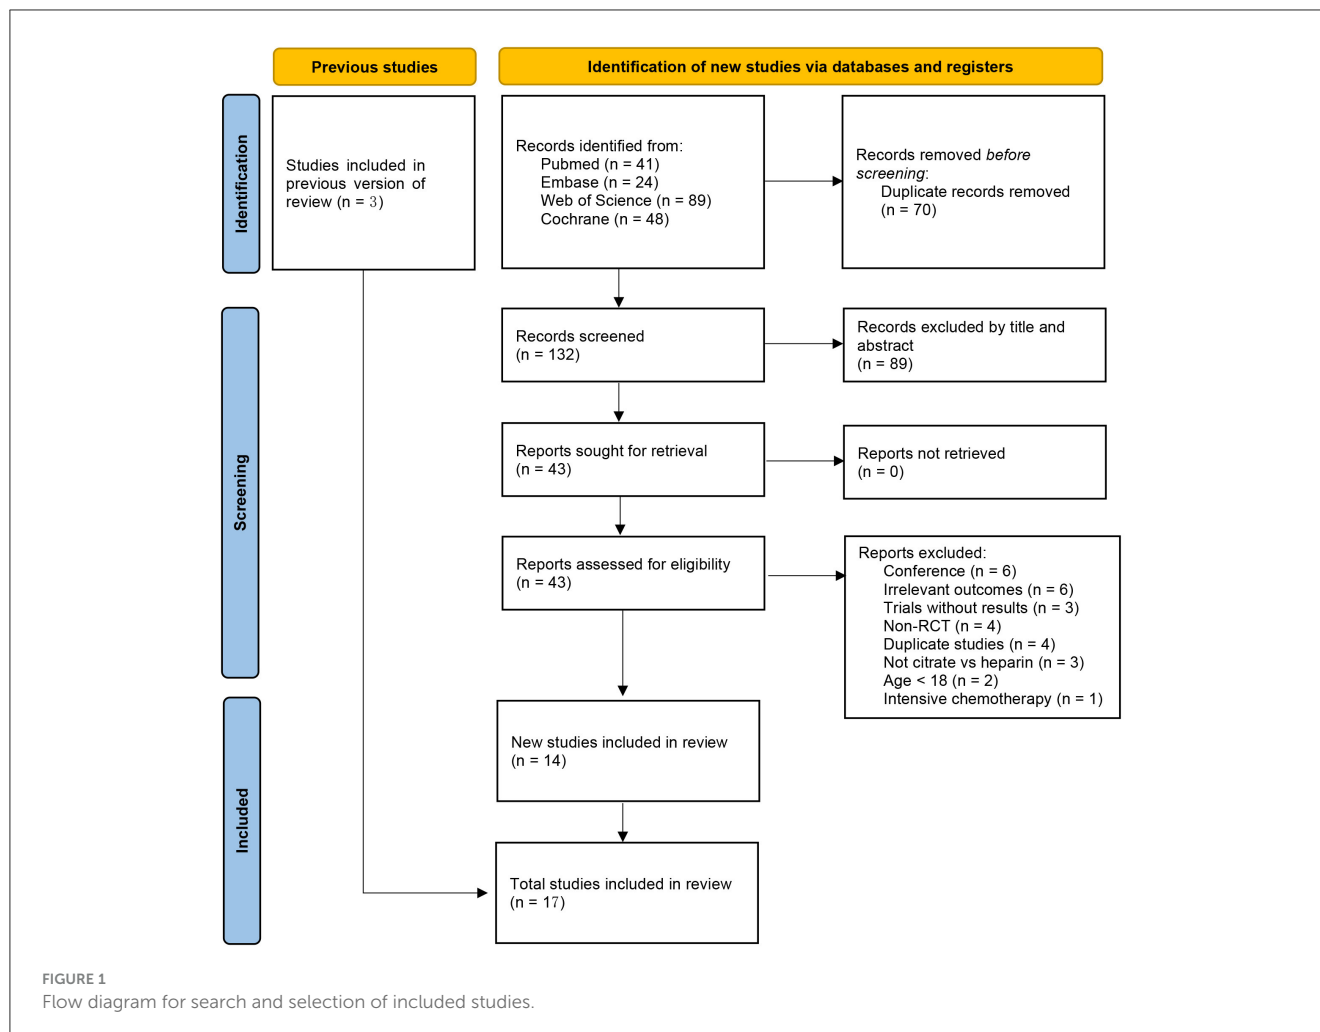 Previous studies
Identification of new studies via databases and registers
Identification
Studies included in
previous version of
review (n = 3)
Records identified from:
Pubmed (n = 41)
Embase (n = 24)
Web of Science (n = 89)
Cochrane (n = 48)
Records removed before
screening:
Duplicate records removed
(n = 70)
Screening
Records screened
(n = 132)
Records excluded by title and
abstract
(n = 89)
Reports sought for retrieval
(n = 43)
Reports not retrieved
(n = 0)
Reports assessed for eligibility
(n = 43)
Reports excluded:
Conference (n = 6)
Irrelevant outcomes (n = 6)
Trials without results (n = 3)
Non-RCT (n = 4)
Duplicate studies (n = 4)
Not citrate vs heparin (n = 3)
Age < 18 (n = 2)
Intensive chemotherapy (n = 1)
Included
New studies included in review
(n = 14)
Total studies included in review
(n = 17)
FIGURE 1
Flow diagram for search and selection of included studies.